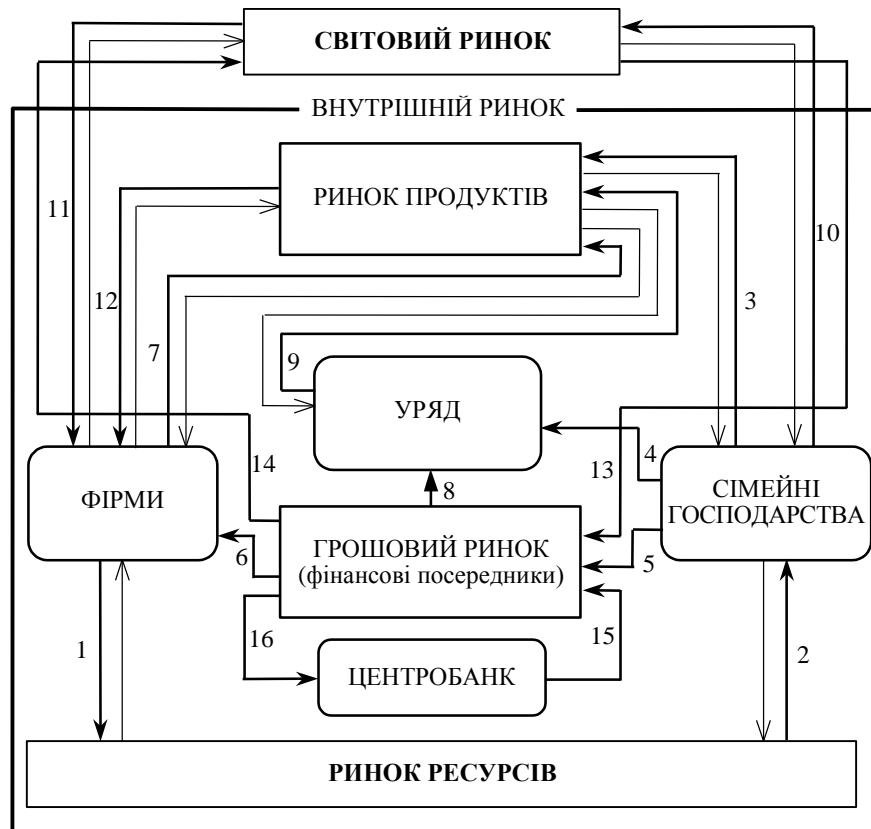 СВІТОВИЙ РИНОК
ВНУТРІШНІЙ РИНОК
РИНОК ПРОДУКТІВ
11
10
12
7
3
9
УРЯД
14
13
4
8
ФІРМИ
СІМЕЙНІ
ГОСПОДАРСТВА
ГРОШОВИЙ РИНОК
(фінансові посередники)
6
5
1
16
15
2
ЦЕНТРОБАНК
РИНОК РЕСУРСІВ